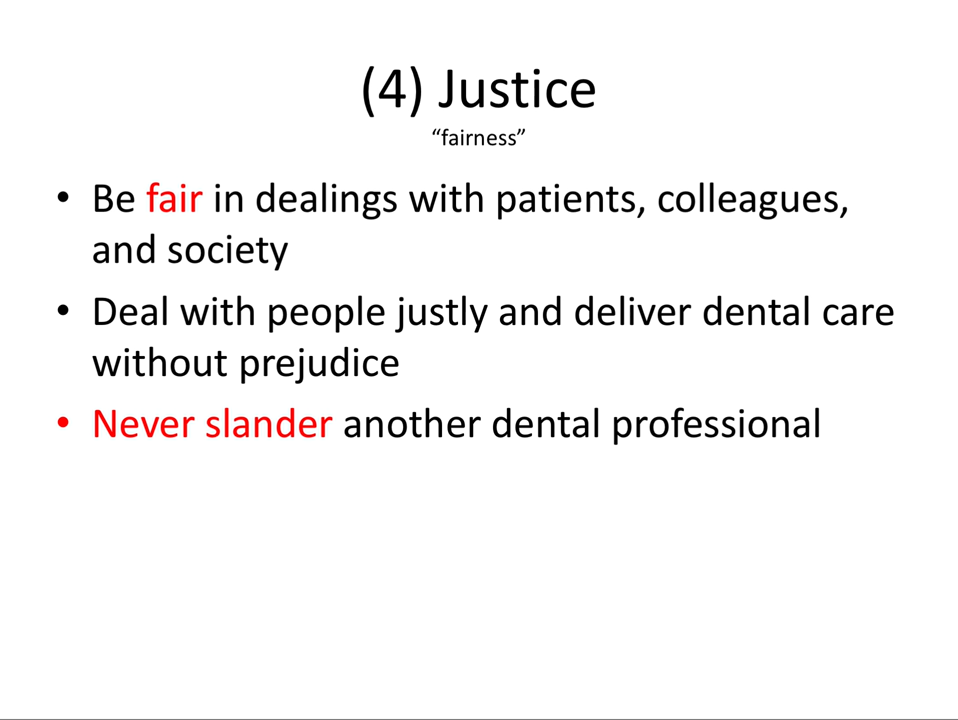 (4) Justice
“fairness”
• Be fair in dealings with patients, colleagues,
and society
• Deal with people justly and deliver dental care
without prejudice
• Never slander another dental professional